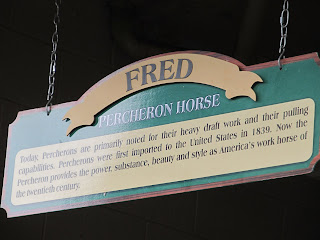 FRED
PERCHERON HORSE
Today, Percherons are primarily noted for their heavy draft work and their pulling
capabilities. Percherons were first imported to the United States in 1839. Now the
Percheron provides the power, substance, beauty and style as America's work horse of
the twentieth century.